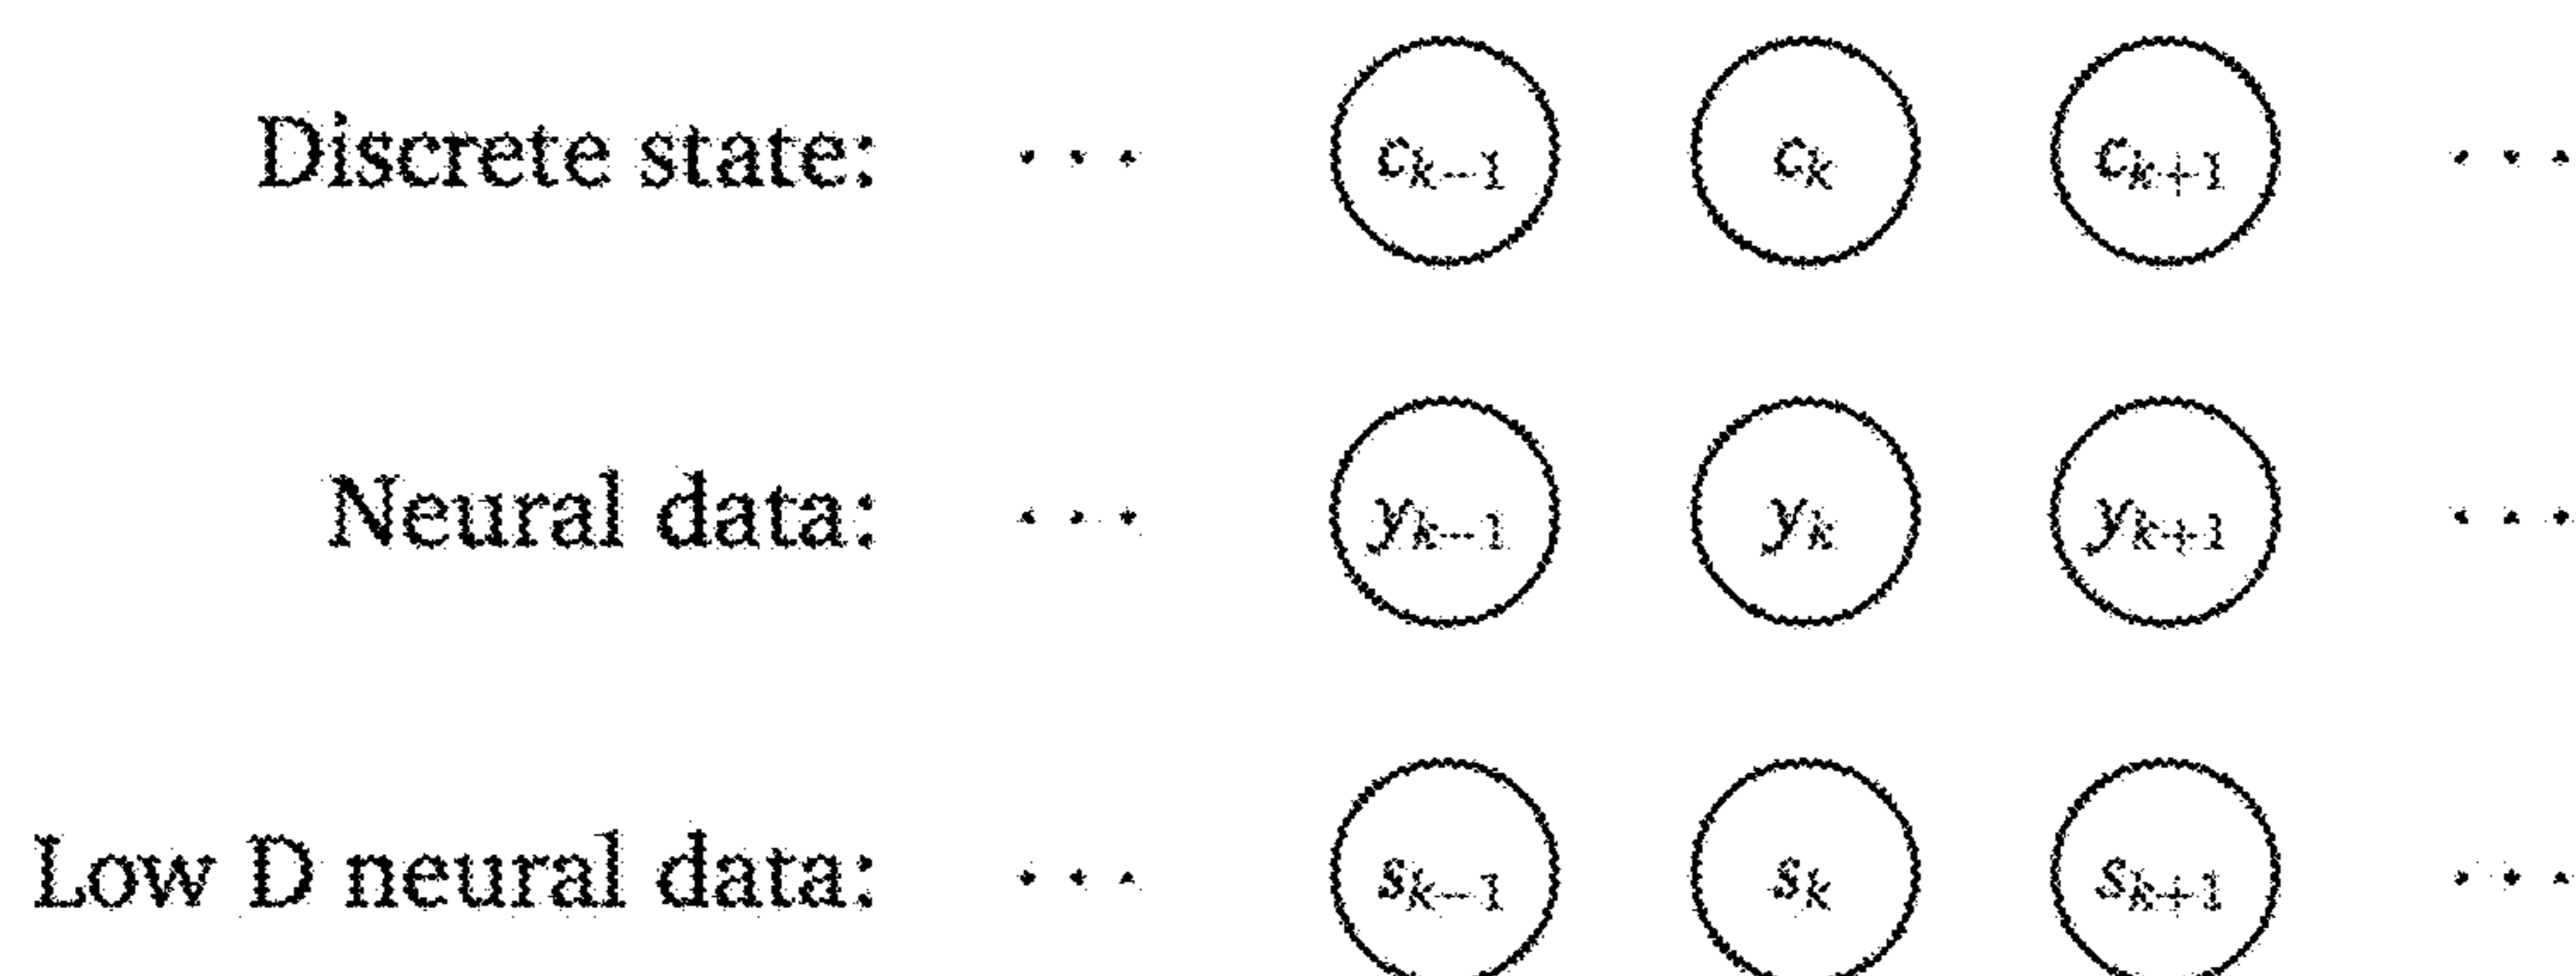 Discrete state: · · · c_{k−1} c_k c_{k+1} · · ·
Neural data: · · · y_{k−1} y_k y_{k+1} · · ·
Low D neural data: · · · s_{k−1} s_k s_{k+1} · · ·